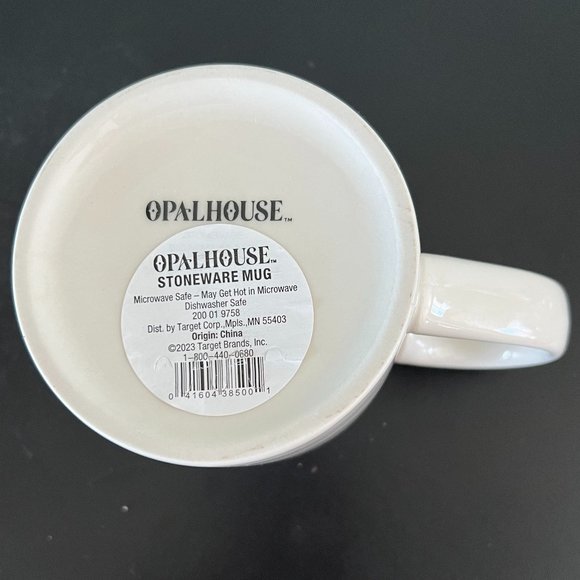 OPALHOUSE™
OPALHOUSE™
STONEWARE MUG
Microwave Safe – May Get Hot in Microwave
Dishwasher Safe
200 01 9758
Dist. by Target Corp.,Mpls.,MN 55403
Origin: China
©2023 Target Brands, Inc.
1-800-440-0680
0 41604 38500 1